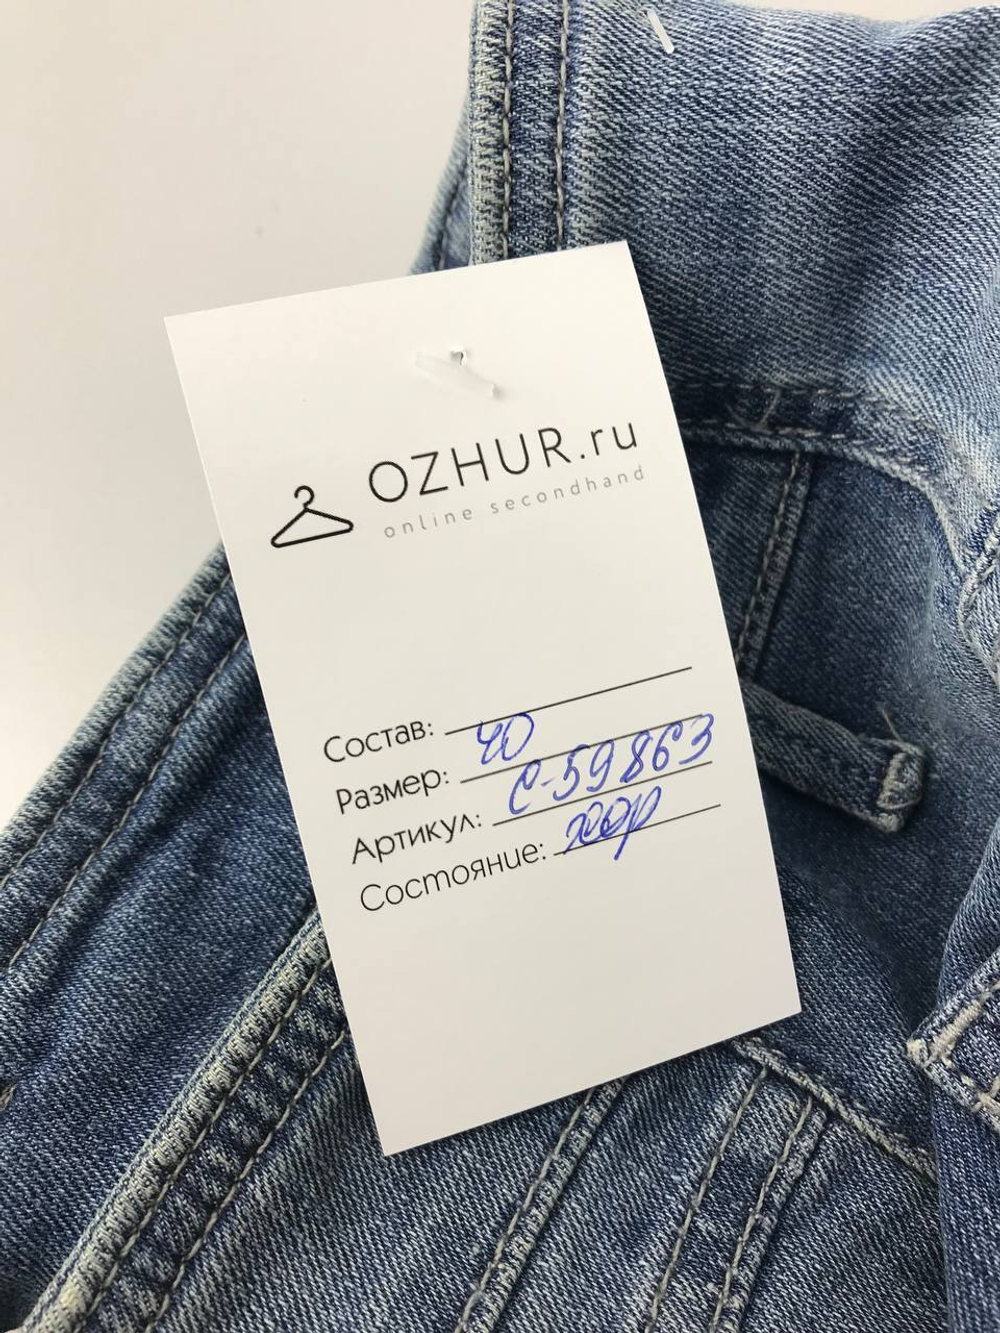 OZHUR.ru
online secondhand
Состав:
Размер: 40
Артикул: С-59863
Состояние: хор